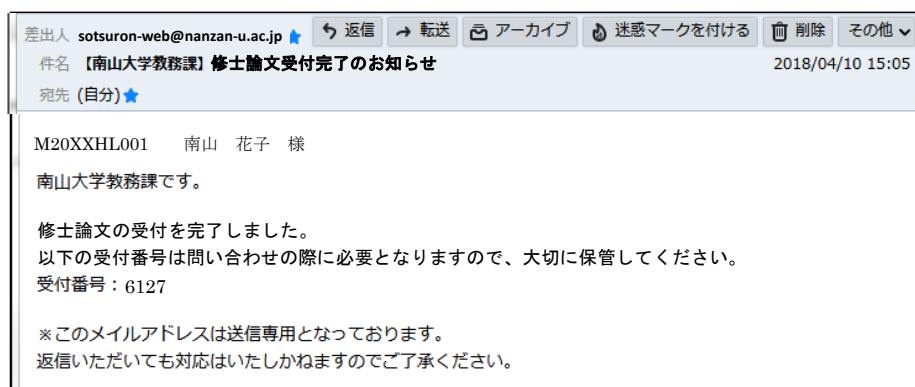 差出人 sotsuron-web@nanzan-u.ac.jp 返信 転送 アーカイブ 迷惑マークを付ける 削除 その他
件名 【南山大学教務課】修士論文受付完了のお知らせ 2018/04/10 15:05
宛先 (自分)
M20XXHL001 南山 花子 様
南山大学教務課です。
修士論文の受付を完了しました。
以下の受付番号は問い合わせの際に必要となりますので、大切に保管してください。
受付番号：6127
※このメイルアドレスは送信専用となっております。
返信いただいても対応はいたしかねますのでご了承ください。